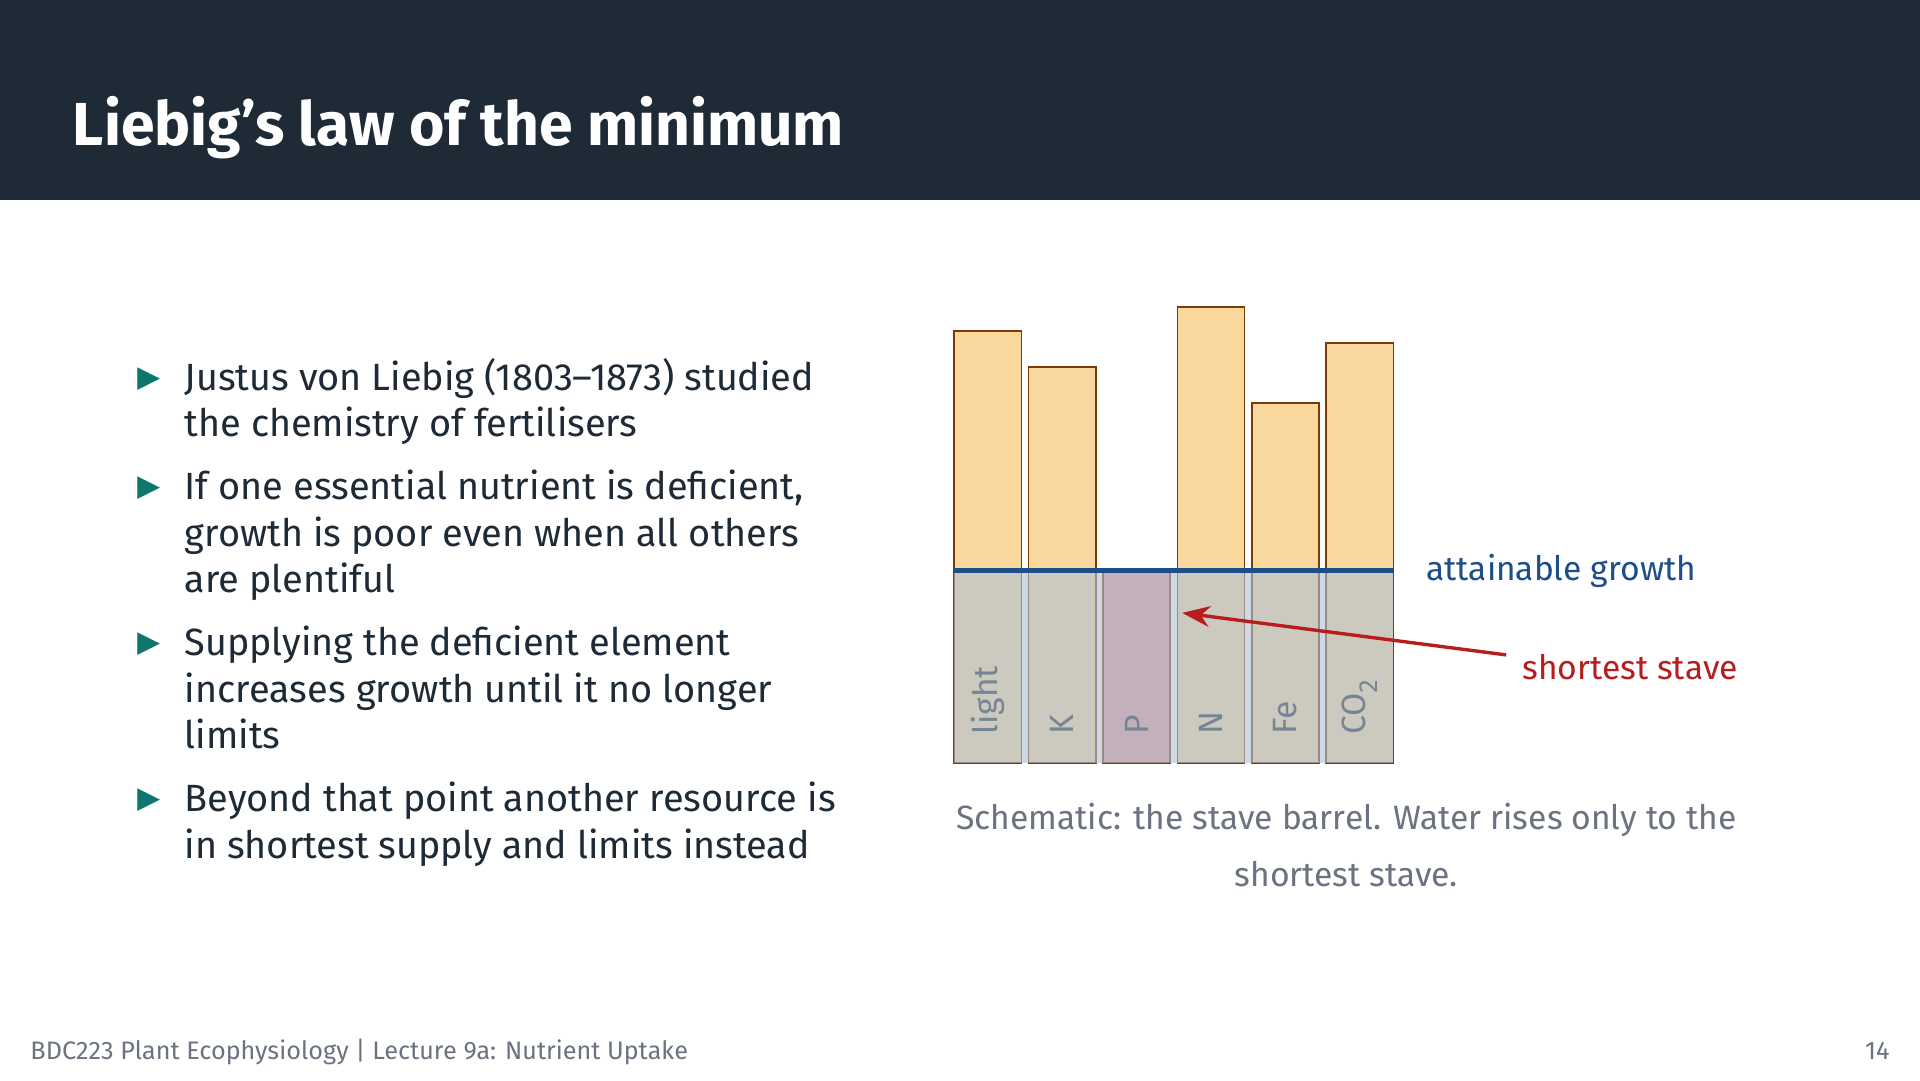 Liebig’s law of the minimum
▶ Justus von Liebig (1803–1873) studied
the chemistry of fertilisers
▶ If one essential nutrient is deficient,
growth is poor even when all others
are plentiful
▶ Supplying the deficient element
increases growth until it no longer
limits
▶ Beyond that point another resource is
in shortest supply and limits instead
light
K
P
N
Fe
CO₂
attainable growth
shortest stave
Schematic: the stave barrel. Water rises only to the
shortest stave.
BDC223 Plant Ecophysiology | Lecture 9a: Nutrient Uptake
14